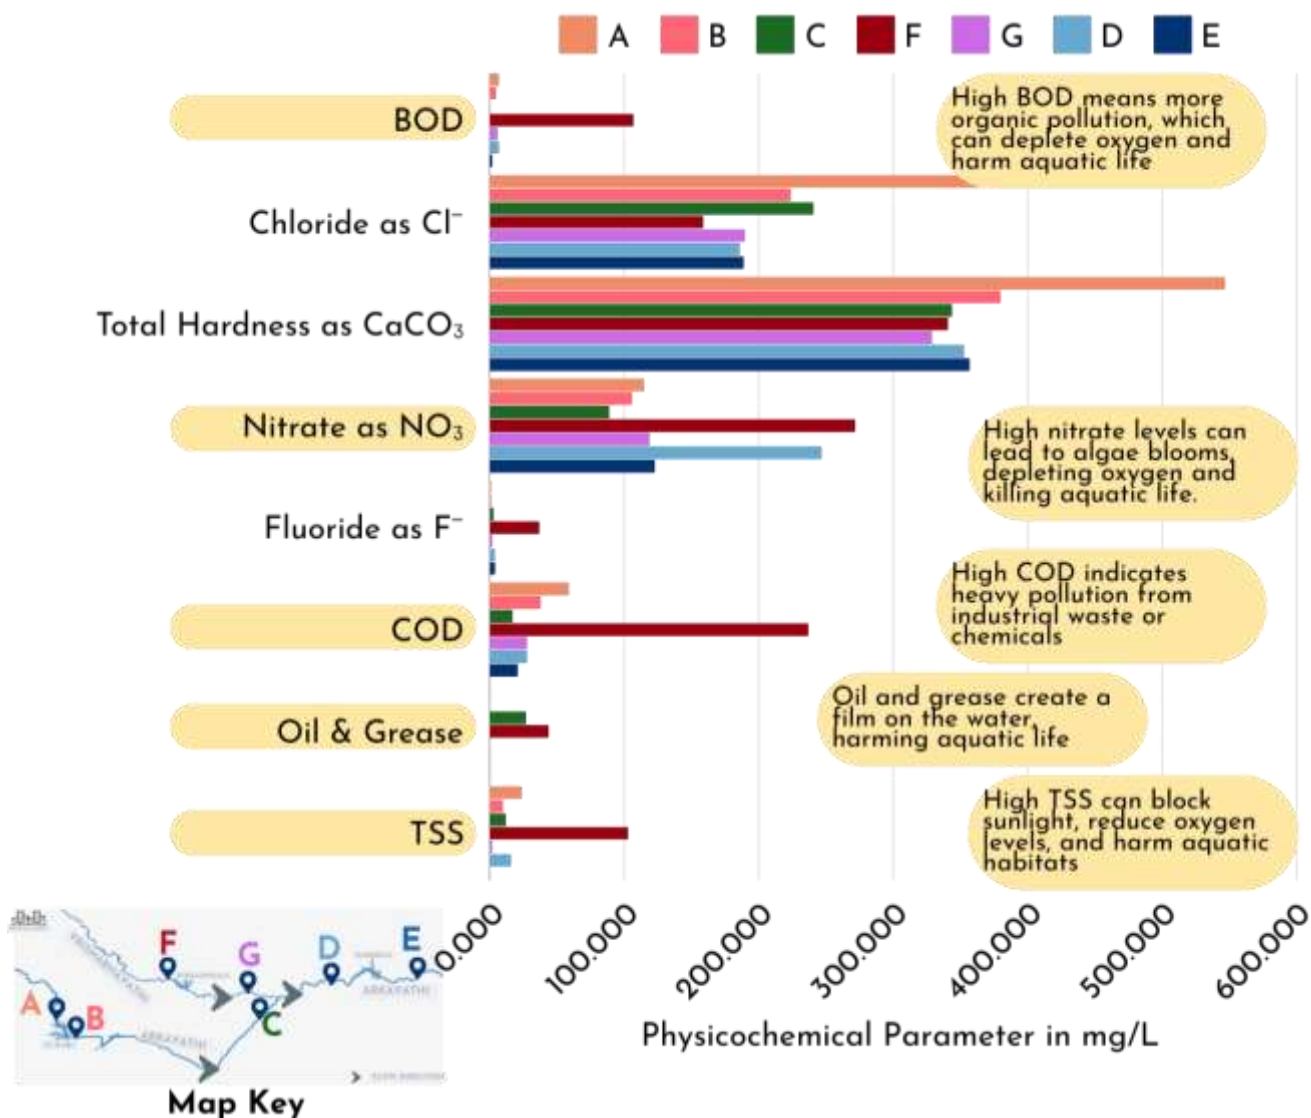 A B C F G D E
BOD
High BOD means more
organic pollution, which
can deplete oxygen and
harm aquatic life
Chloride as Cl⁻
Total Hardness as CaCO₃
Nitrate as NO₃
High nitrate levels can
lead to algae blooms,
depleting oxygen and
killing aquatic life.
Fluoride as F⁻
COD
High COD indicates
heavy pollution from
industrial waste or
chemicals
Oil & Grease
Oil and grease create a
film on the water,
harming aquatic life
TSS
High TSS can block
sunlight, reduce oxygen
levels, and harm aquatic
habitats
0.000 100.000 200.000 300.000 400.000 500.000 600.000
Physicochemical Parameter in mg/L
F G D E
A B C
ARKAVATHI
ARKAVATHI
Map Key